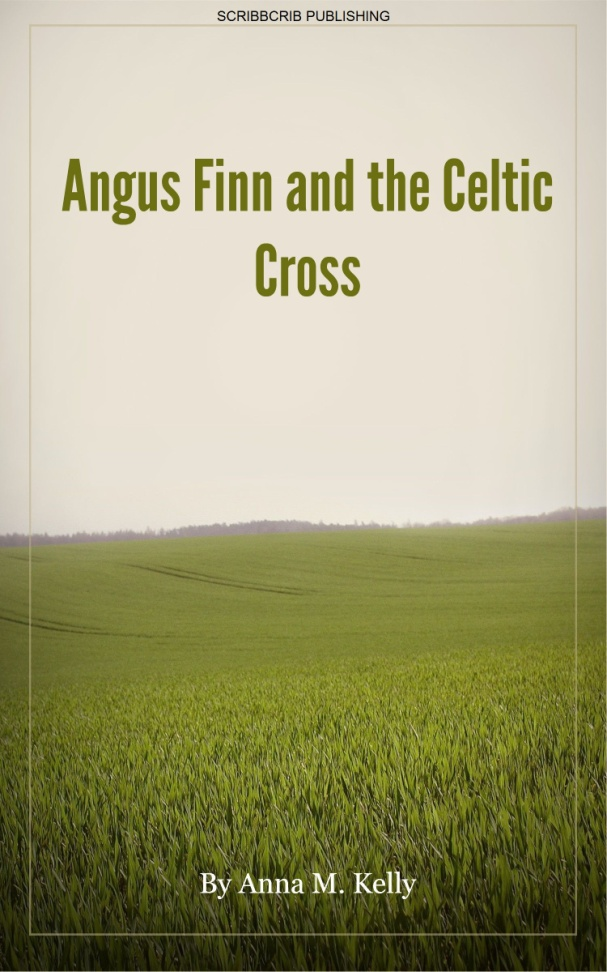 SCRIBBCRIB PUBLISHING
Angus Finn and the Celtic
Cross
By Anna M. Kelly